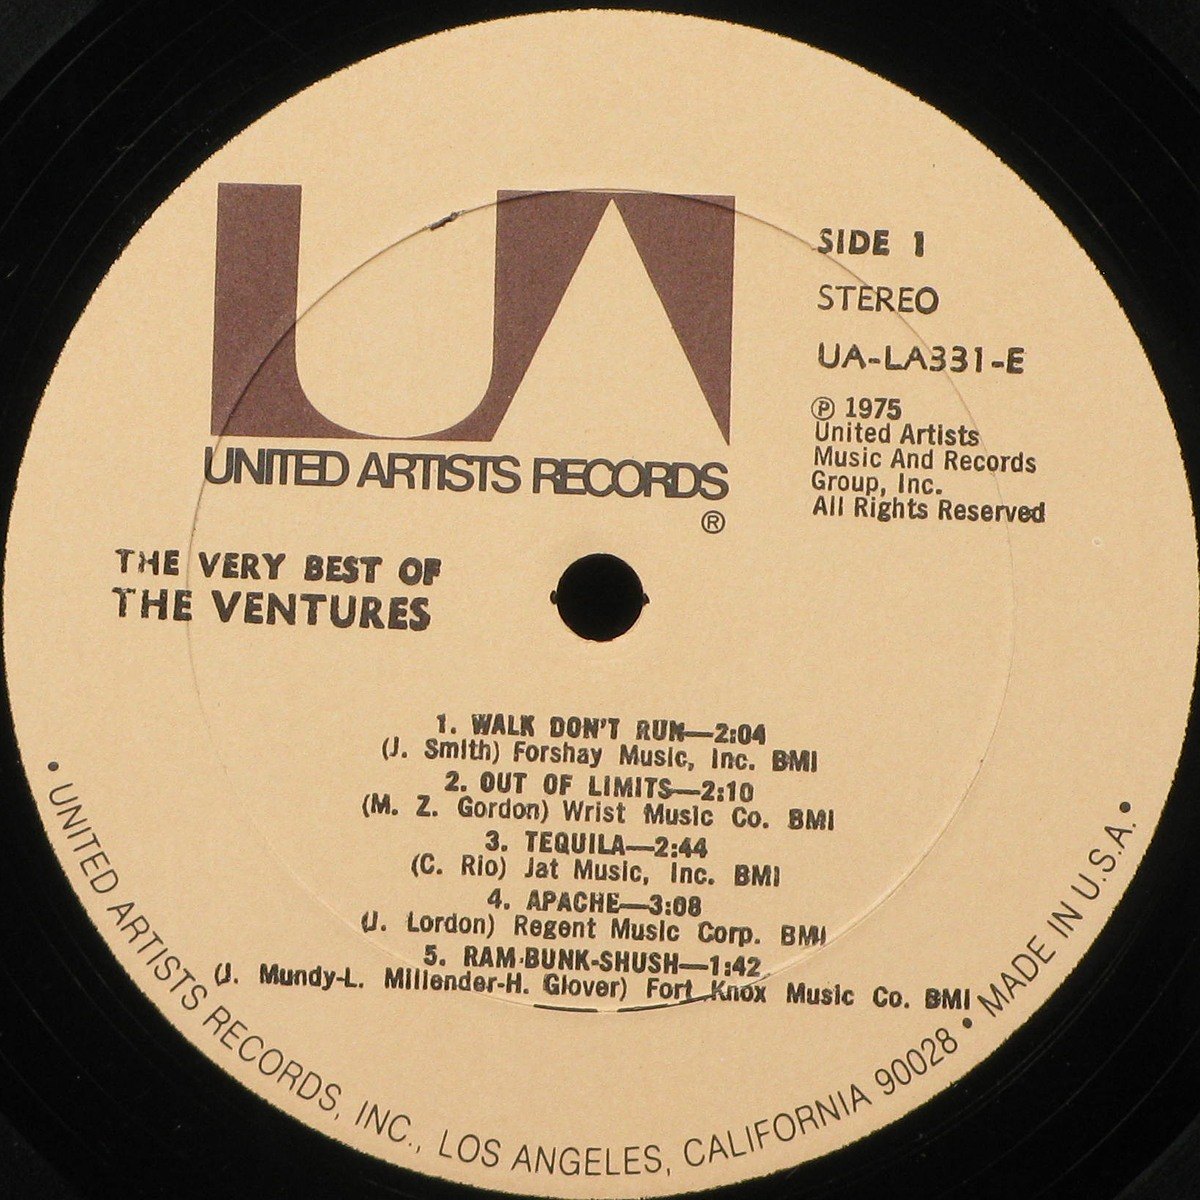 UA
UNITED ARTISTS RECORDS
®
SIDE 1
STEREO
UA-LA331-E
℗ 1975
United Artists
Music And Records
Group, Inc.
All Rights Reserved
THE VERY BEST OF
THE VENTURES
1. WALK DON'T RUN—2:04
(J. Smith) Forshay Music, Inc. BMI
2. OUT OF LIMITS—2:10
(M. Z. Gordon) Wrist Music Co. BMI
3. TEQUILA—2:44
(C. Rio) Jat Music, Inc. BMI
4. APACHE—3:08
(J. Lordon) Regent Music Corp. BMI
5. RAM-BUNK-SHUSH—1:42
(J. Mundy-L. Millender-H. Glover) Fort Knox Music Co. BMI
• UNITED ARTISTS RECORDS, INC., LOS ANGELES, CALIFORNIA 90028 • MADE IN U.S.A. •